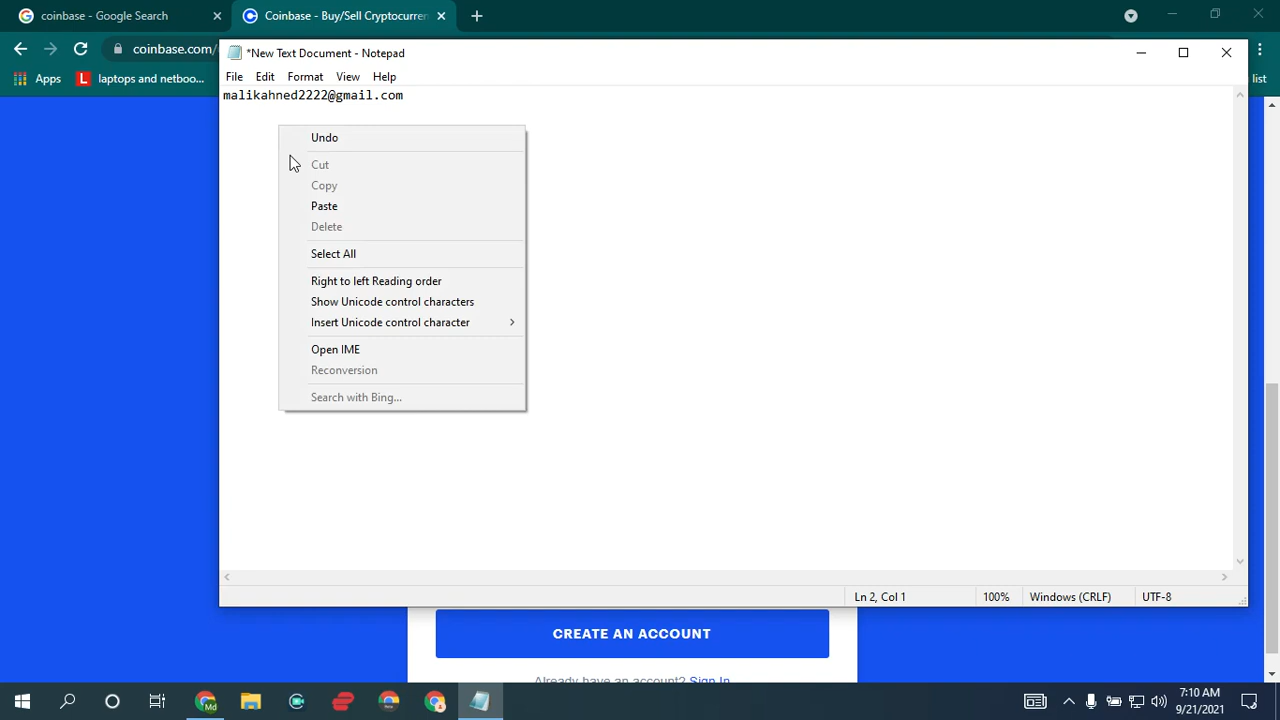 coinbase - Google Search
Coinbase - Buy/Sell Cryptocurren
coinbase.com/
Apps
L laptops and netboo...
list
*New Text Document - Notepad
File Edit Format View Help
malikahned2222@gmail.com
Undo
Cut
Copy
Paste
Delete
Select All
Right to left Reading order
Show Unicode control characters
Insert Unicode control character
Open IME
Reconversion
Search with Bing...
Ln 2, Col 1
100%
Windows (CRLF)
UTF-8
CREATE AN ACCOUNT
Already have an account? Sign In
Md
7:10 AM
9/21/2021